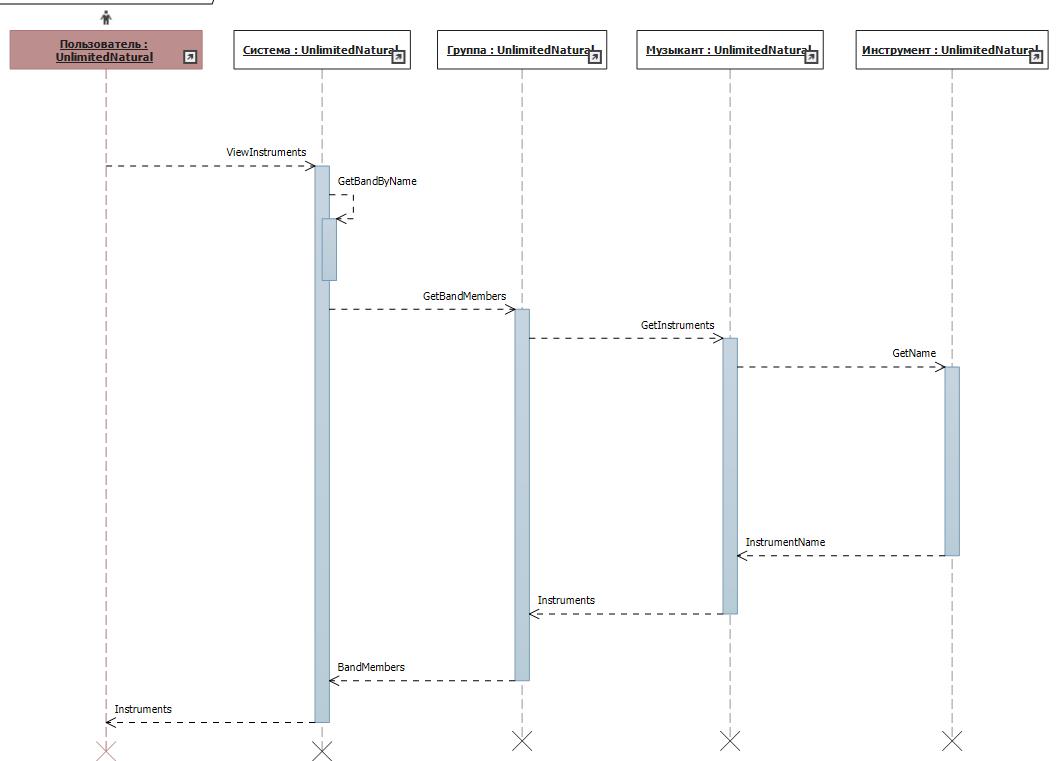 Пользователь :
UnlimitedNatural
Система : UnlimitedNatural
Группа : UnlimitedNatural
Музыкант : UnlimitedNatural
Инструмент : UnlimitedNatural
ViewInstruments
GetBandByName
GetBandMembers
GetInstruments
GetName
InstrumentName
Instruments
BandMembers
Instruments